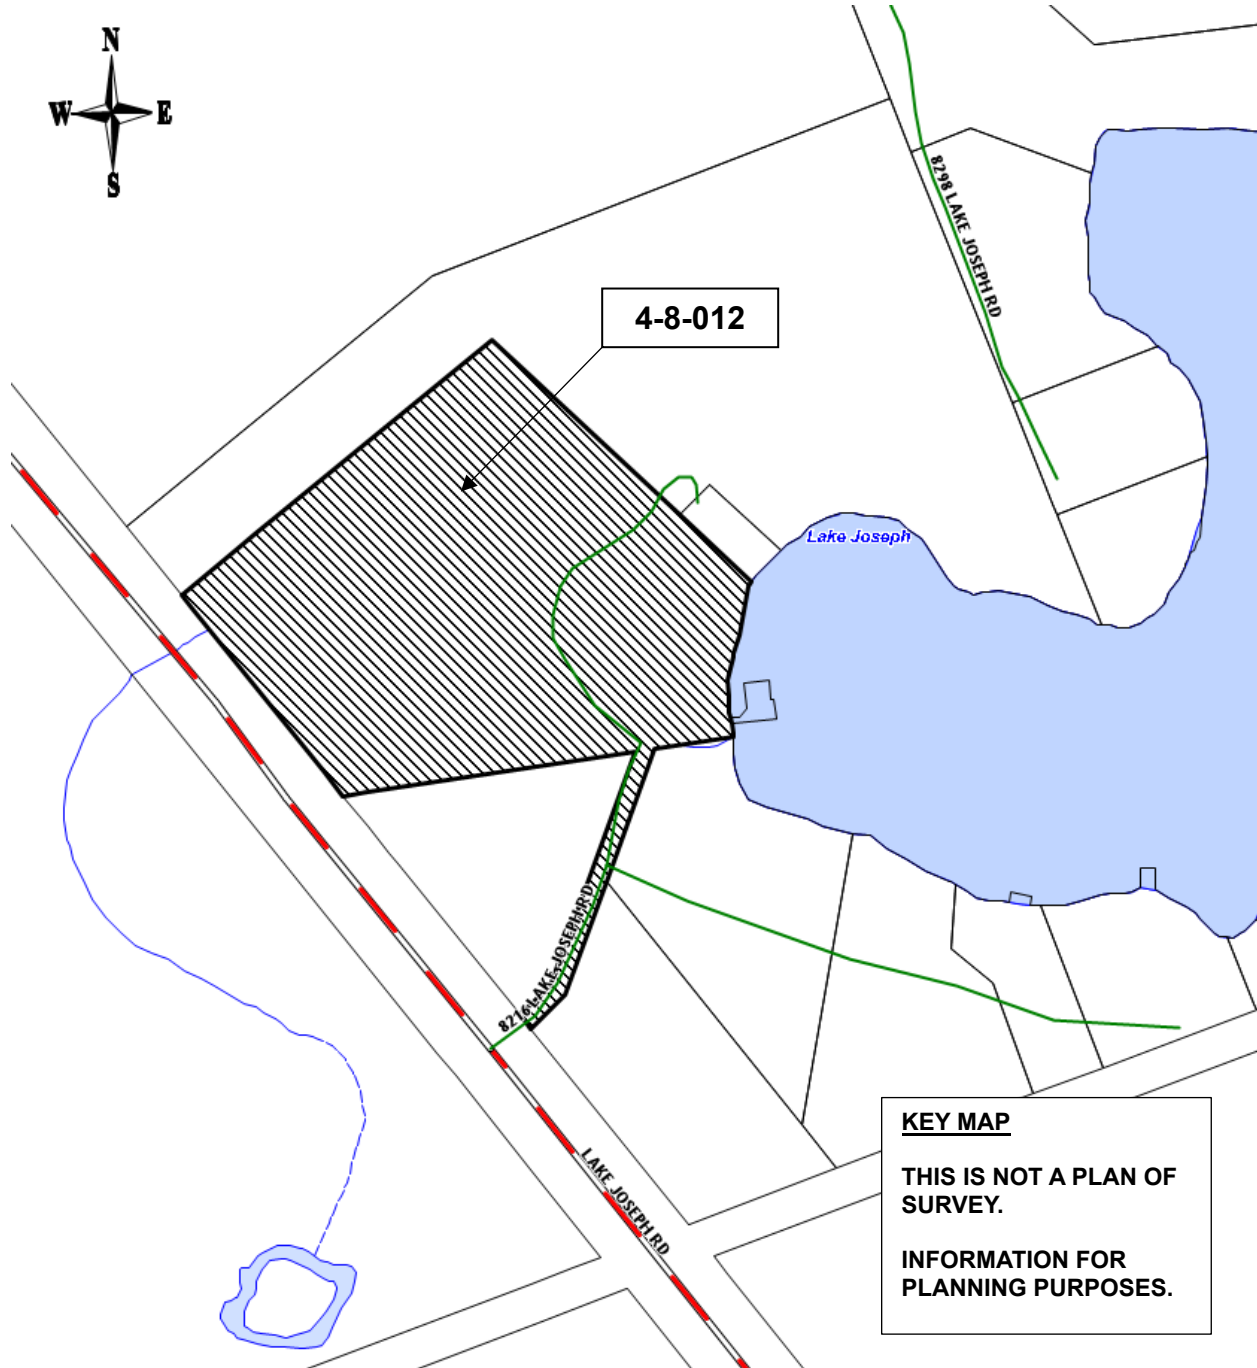 N
W E
S
8298 LAKE JOSEPH RD
4-8-012
Lake Joseph
8216 LAKE JOSEPH RD
LAKE JOSEPH RD
KEY MAP
THIS IS NOT A PLAN OF
SURVEY.
INFORMATION FOR
PLANNING PURPOSES.